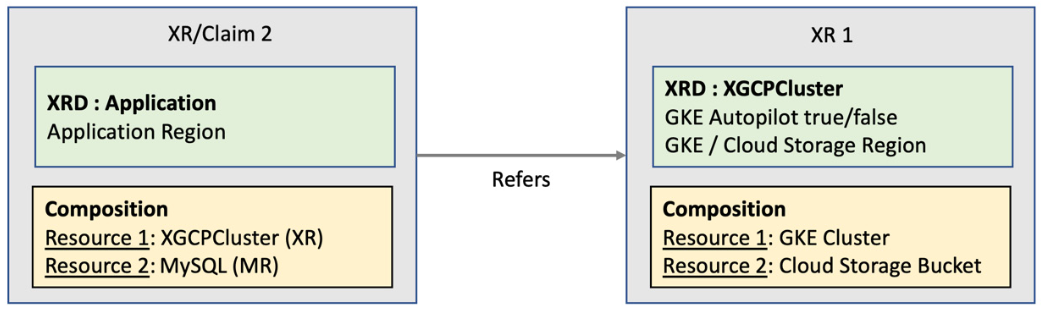 XR/Claim 2
XRD : Application
Application Region
Composition
Resource 1: XGCPCluster (XR)
Resource 2: MySQL (MR)
Refers
XR 1
XRD : XGCPCluster
GKE Autopilot true/false
GKE / Cloud Storage Region
Composition
Resource 1: GKE Cluster
Resource 2: Cloud Storage Bucket